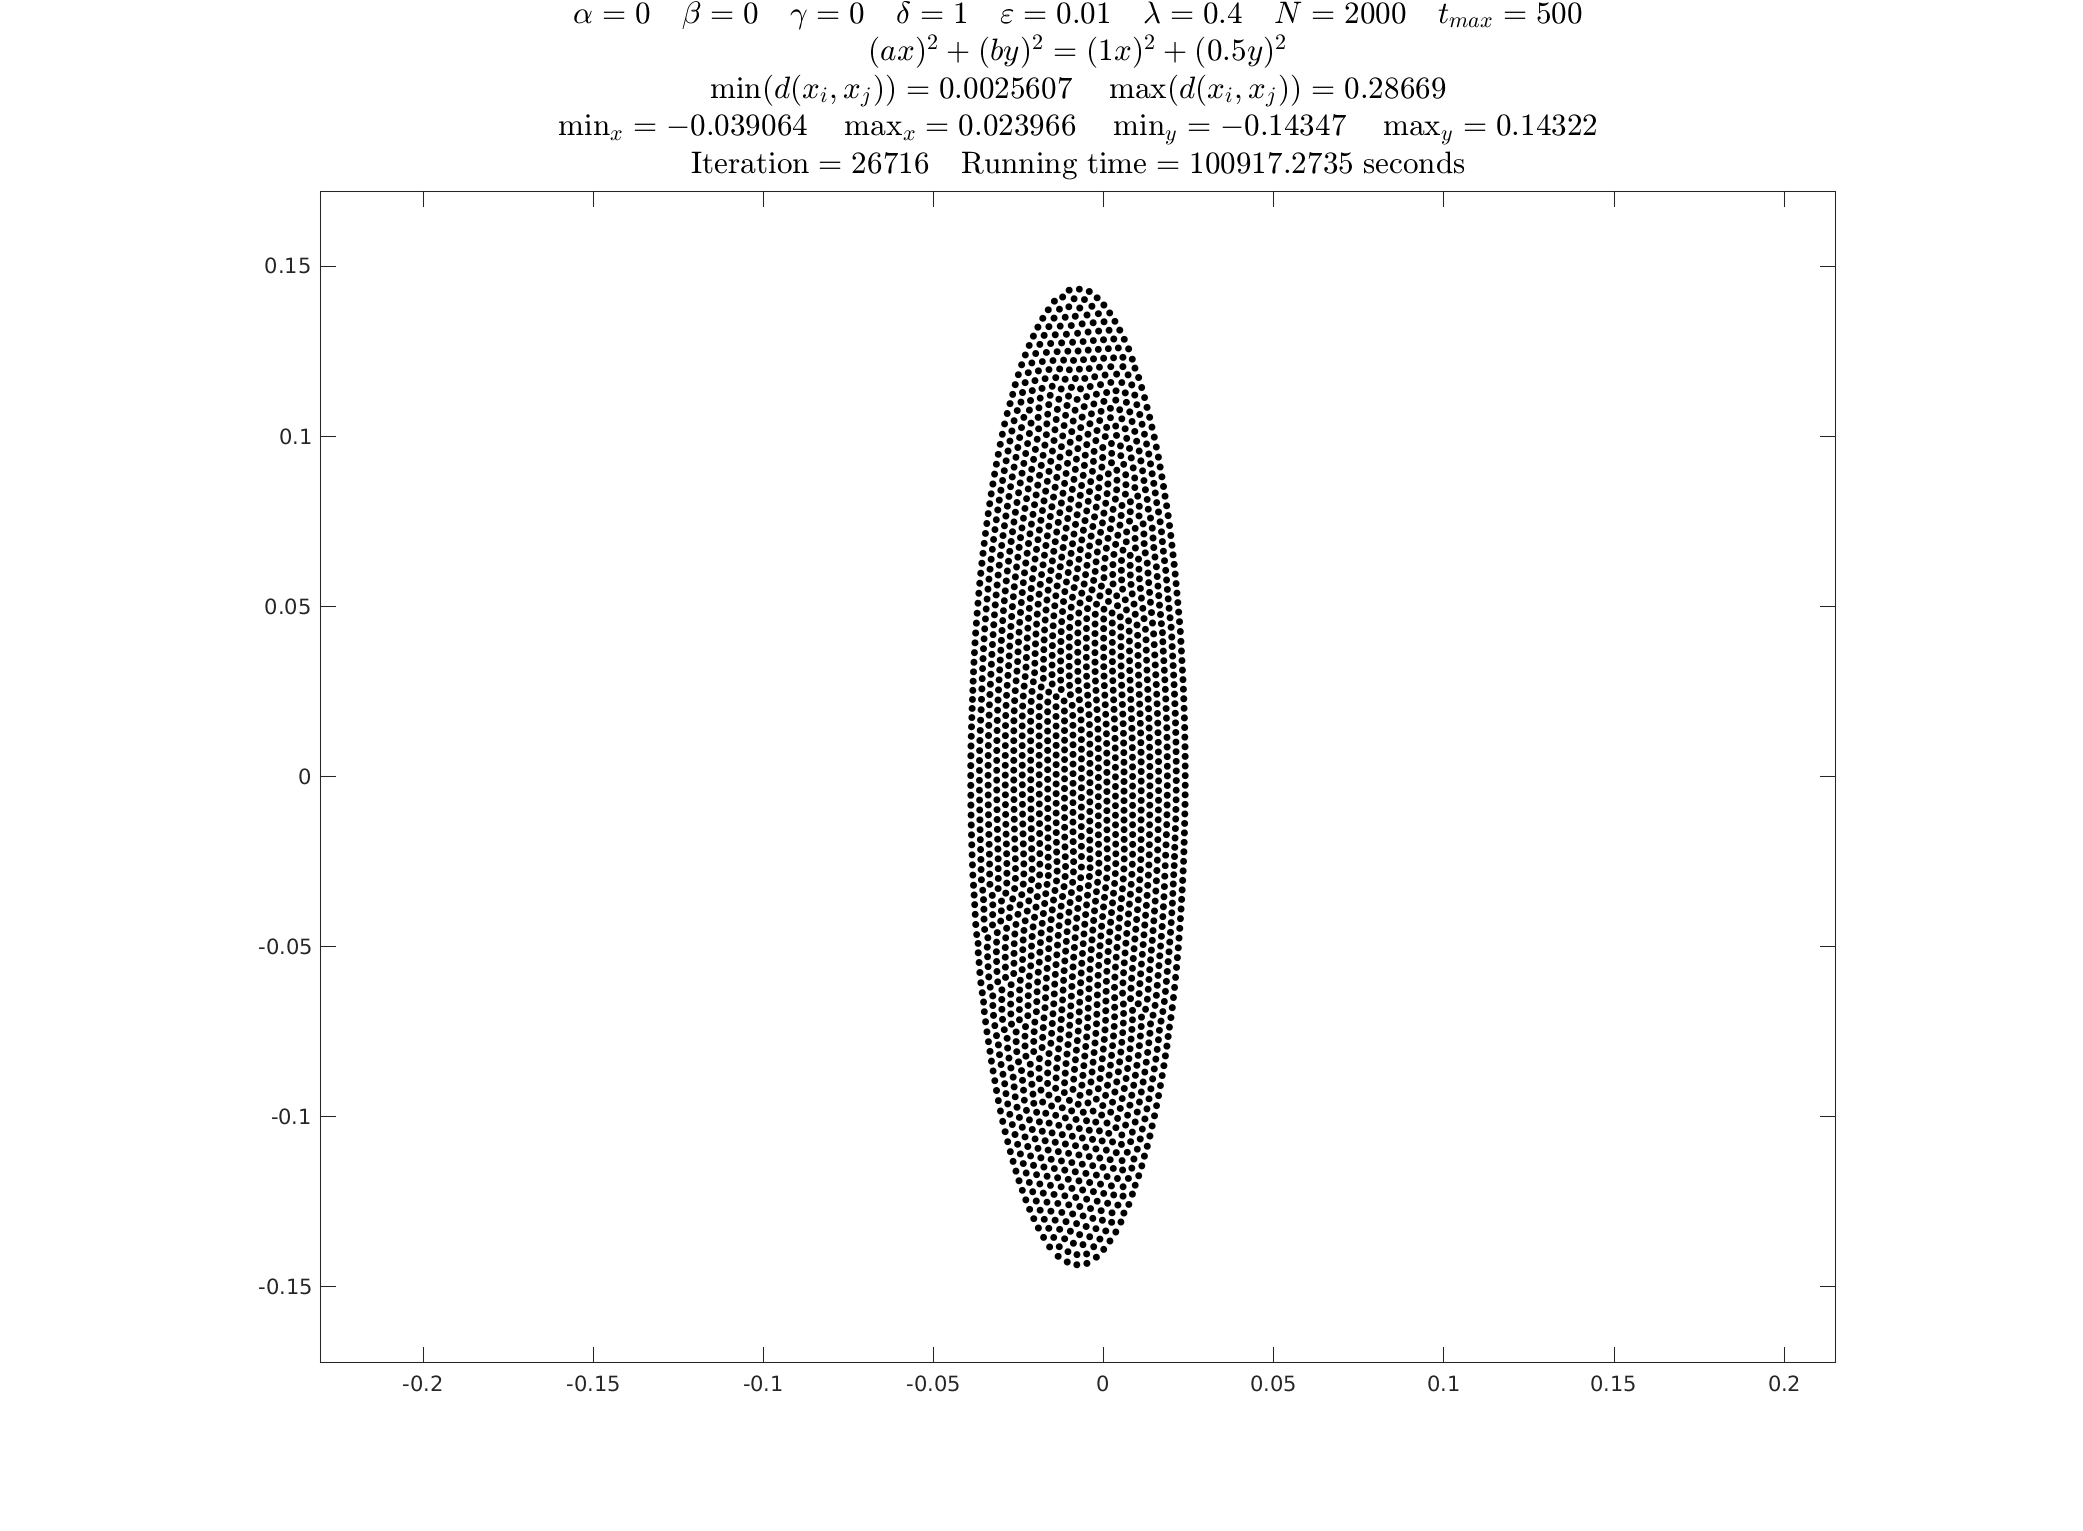 α = 0 β = 0 γ = 0 δ = 1 ε = 0.01 λ = 0.4 N = 2000 t_max = 500
(ax)² + (by)² = (1x)² + (0.5y)²
min(d(x_i, x_j)) = 0.0025607 max(d(x_i, x_j)) = 0.28669
min_x = −0.039064 max_x = 0.023966 min_y = −0.14347 max_y = 0.14322
Iteration = 26716 Running time = 100917.2735 seconds
0.15
0.1
0.05
0
-0.05
-0.1
-0.15
-0.2 -0.15 -0.1 -0.05 0 0.05 0.1 0.15 0.2